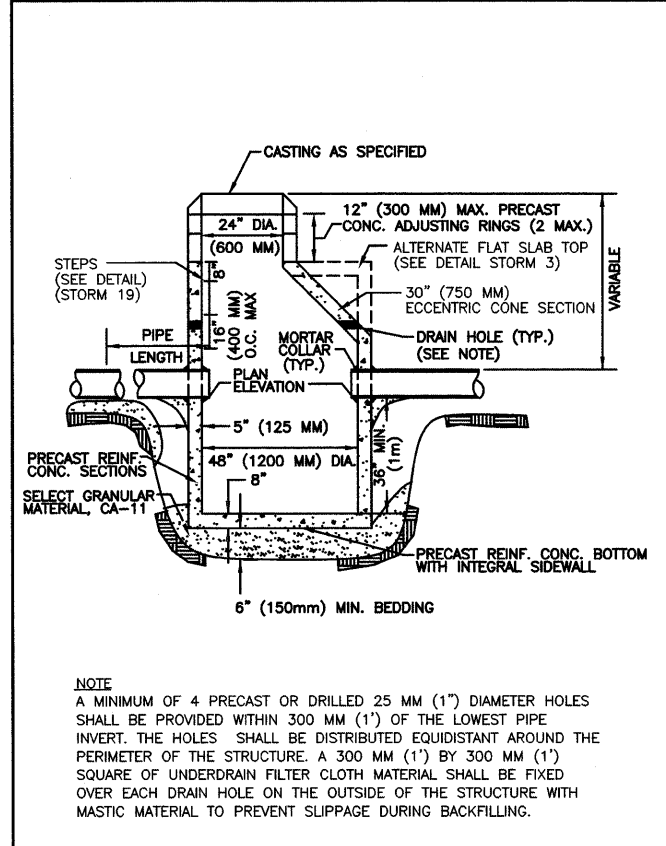 CASTING AS SPECIFIED
24" DIA.
(600 MM)
12" (300 MM) MAX. PRECAST
CONC. ADJUSTING RINGS (2 MAX.)
ALTERNATE FLAT SLAB TOP
(SEE DETAIL STORM 3)
VARIABLE
STEPS
(SEE DETAIL)
(STORM 19)
8"
16"
(400 MM)
O.C. MAX
30" (750 MM)
ECCENTRIC CONE SECTION
PIPE
LENGTH
MORTAR
COLLAR
(TYP.)
DRAIN HOLE (TYP.)
(SEE NOTE)
PLAN
ELEVATION
5" (125 MM)
48" (1200 MM) DIA.
36" MIN.
(1m)
PRECAST REINF.
CONC. SECTIONS
8"
SELECT GRANULAR
MATERIAL, CA-11
PRECAST REINF. CONC. BOTTOM
WITH INTEGRAL SIDEWALL
6" (150mm) MIN. BEDDING
NOTE
A MINIMUM OF 4 PRECAST OR DRILLED 25 MM (1") DIAMETER HOLES
SHALL BE PROVIDED WITHIN 300 MM (1') OF THE LOWEST PIPE
INVERT. THE HOLES SHALL BE DISTRIBUTED EQUIDISTANT AROUND THE
PERIMETER OF THE STRUCTURE. A 300 MM (1') BY 300 MM (1')
SQUARE OF UNDERDRAIN FILTER CLOTH MATERIAL SHALL BE FIXED
OVER EACH DRAIN HOLE ON THE OUTSIDE OF THE STRUCTURE WITH
MASTIC MATERIAL TO PREVENT SLIPPAGE DURING BACKFILLING.